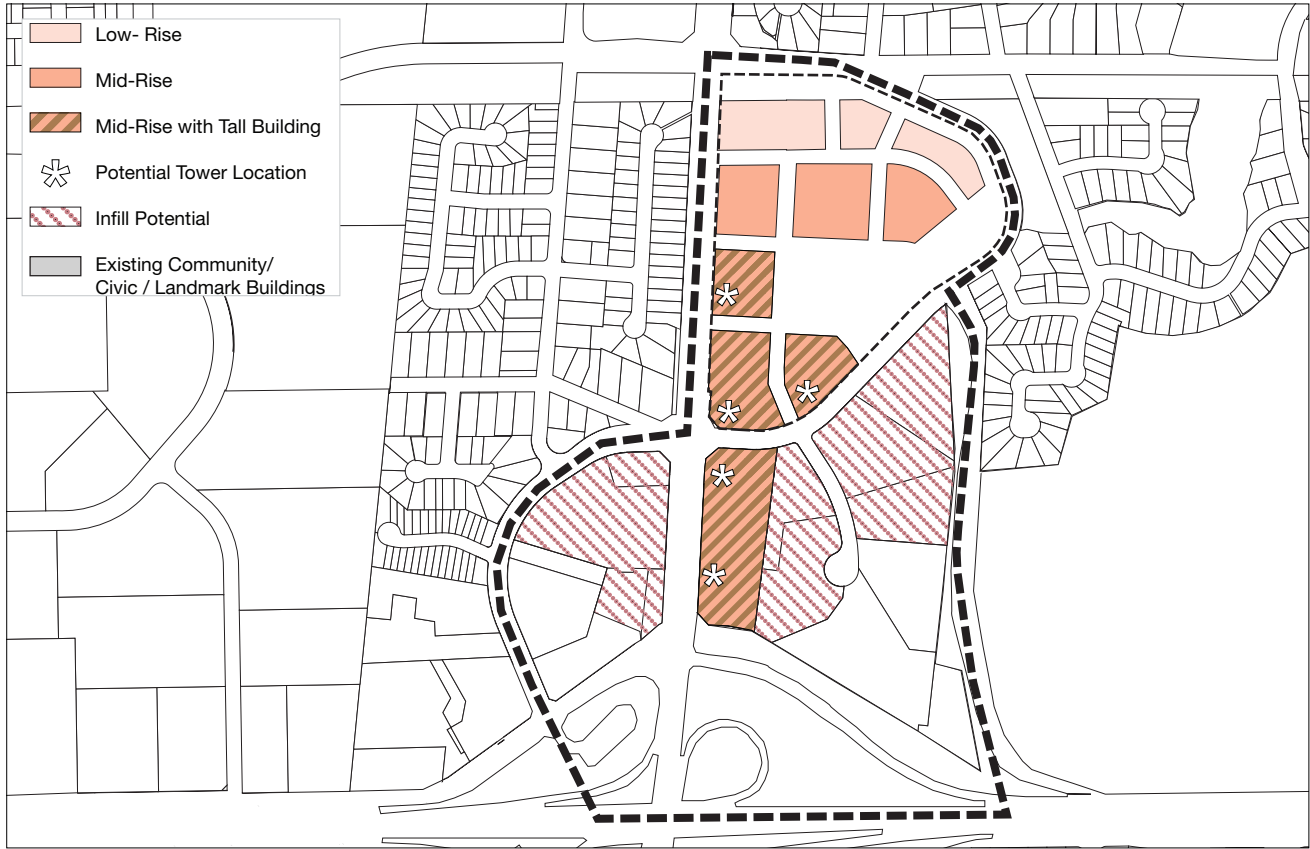 Low- Rise
Mid-Rise
Mid-Rise with Tall Building
Potential Tower Location
Infill Potential
Existing Community/
Civic / Landmark Buildings